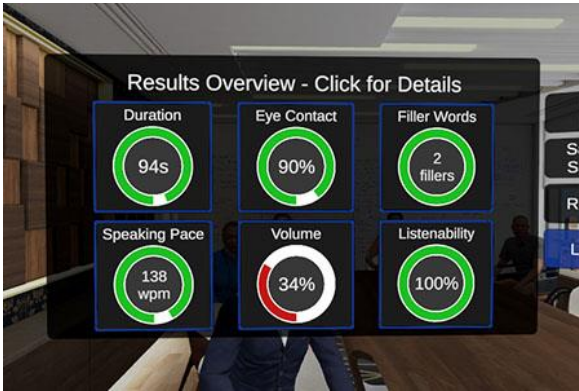 Results Overview - Click for Details
Duration
94s
Eye Contact
90%
Filler Words
2
fillers
Speaking Pace
138
wpm
Volume
34%
Listenability
100%
S
R
L